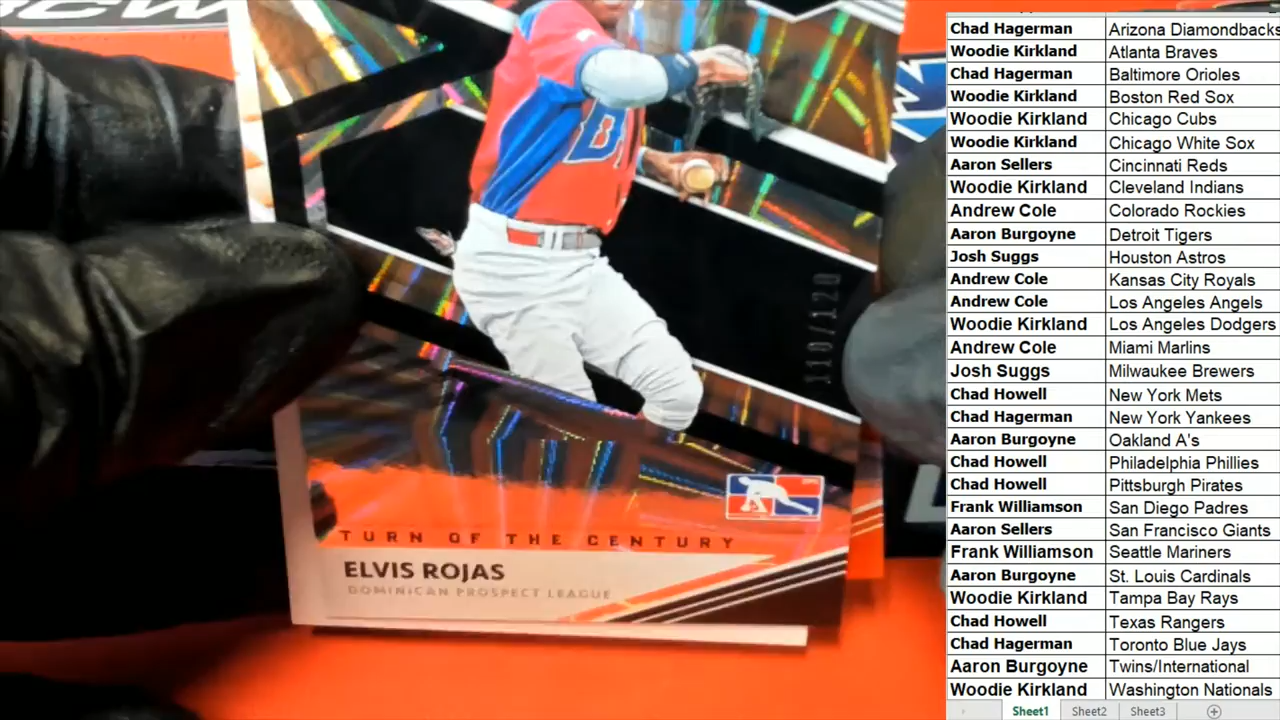 110/120
TURN OF THE CENTURY
ELVIS ROJAS
DOMINICAN PROSPECT LEAGUE
Chad Hagerman Arizona Diamondbacks
Woodie Kirkland Atlanta Braves
Chad Hagerman Baltimore Orioles
Woodie Kirkland Boston Red Sox
Woodie Kirkland Chicago Cubs
Woodie Kirkland Chicago White Sox
Aaron Sellers Cincinnati Reds
Woodie Kirkland Cleveland Indians
Andrew Cole Colorado Rockies
Aaron Burgoyne Detroit Tigers
Josh Suggs Houston Astros
Andrew Cole Kansas City Royals
Andrew Cole Los Angeles Angels
Woodie Kirkland Los Angeles Dodgers
Andrew Cole Miami Marlins
Josh Suggs Milwaukee Brewers
Chad Howell New York Mets
Chad Hagerman New York Yankees
Aaron Burgoyne Oakland A's
Chad Howell Philadelphia Phillies
Chad Howell Pittsburgh Pirates
Frank Williamson San Diego Padres
Aaron Sellers San Francisco Giants
Frank Williamson Seattle Mariners
Aaron Burgoyne St. Louis Cardinals
Woodie Kirkland Tampa Bay Rays
Chad Howell Texas Rangers
Chad Hagerman Toronto Blue Jays
Aaron Burgoyne Twins/International
Woodie Kirkland Washington Nationals
Sheet1 Sheet2 Sheet3